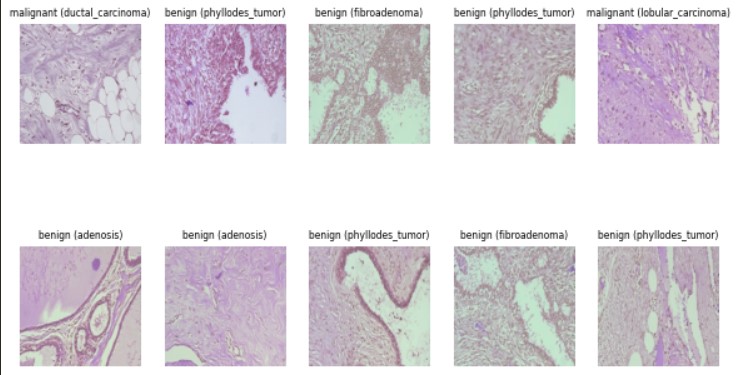 malignant (ductal_carcinoma)
benign (phyllodes_tumor)
benign (fibroadenoma)
benign (phyllodes_tumor)
malignant (lobular_carcinoma)
benign (adenosis)
benign (adenosis)
benign (phyllodes_tumor)
benign (fibroadenoma)
benign (phyllodes_tumor)